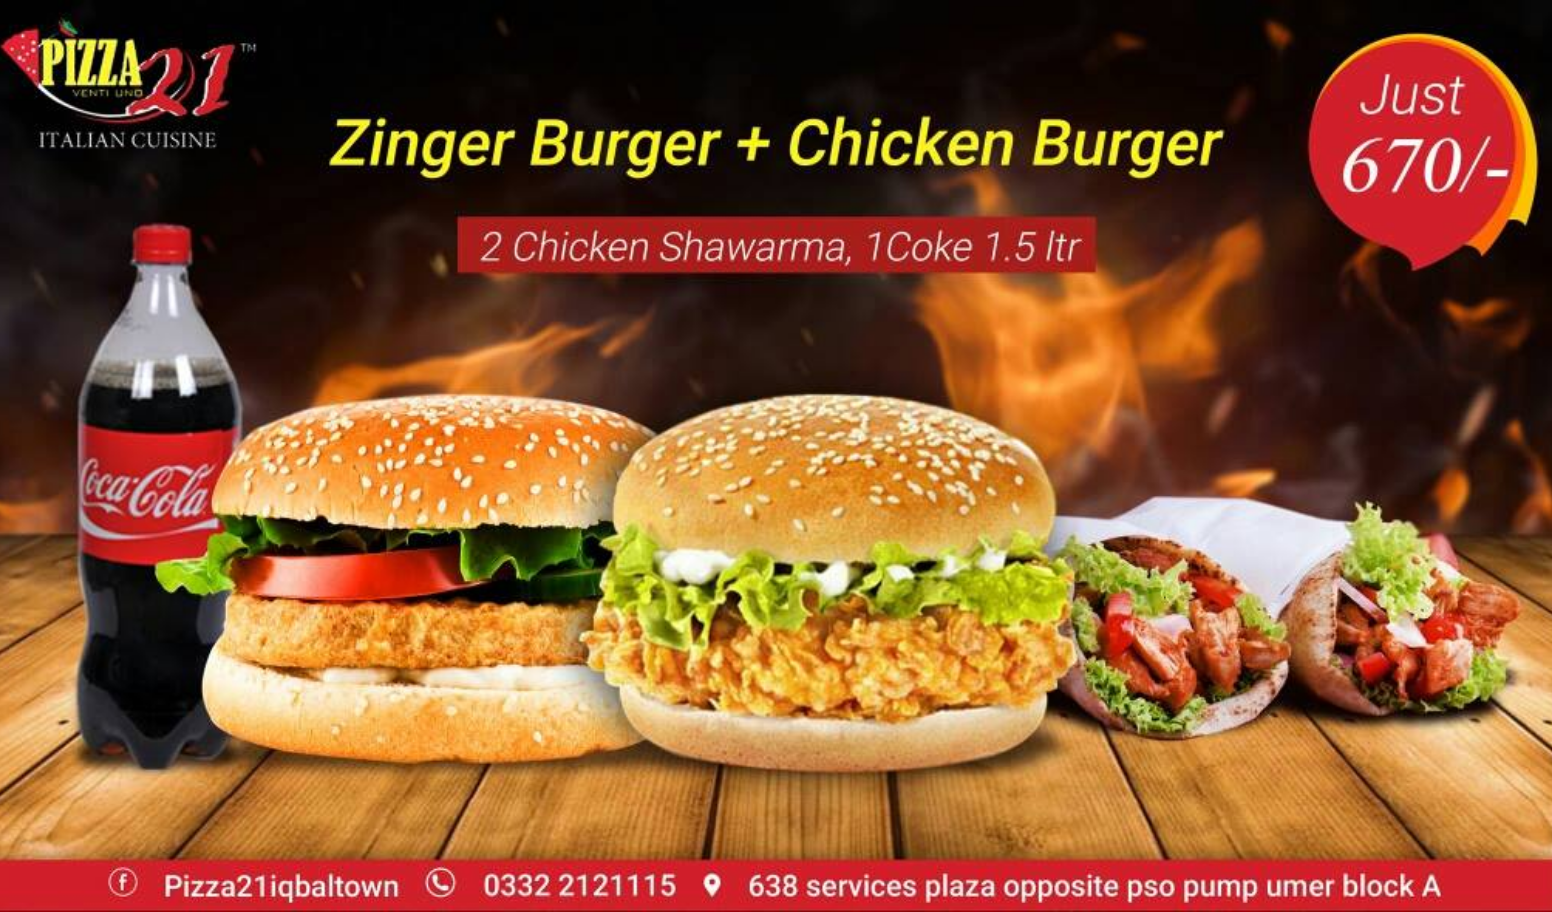 PIZZA 21 TM
VENTI UNO
ITALIAN CUISINE
Zinger Burger + Chicken Burger
2 Chicken Shawarma, 1Coke 1.5 ltr
Just
670/-
Coca-Cola
f Pizza21iqbaltown 0332 2121115 638 services plaza opposite pso pump umer block A